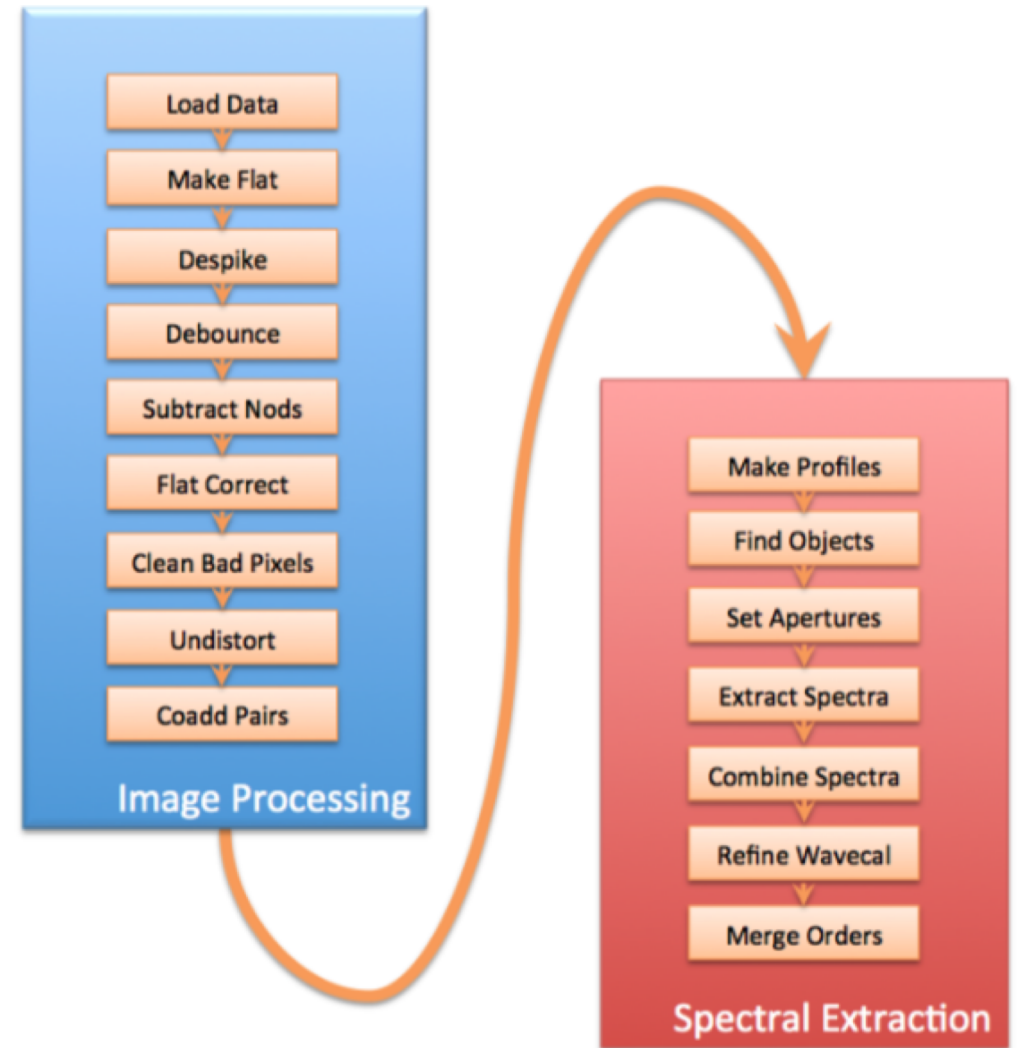 Load Data
Make Flat
Despike
Debounce
Subtract Nods
Flat Correct
Clean Bad Pixels
Undistort
Coadd Pairs
Image Processing
Make Profiles
Find Objects
Set Apertures
Extract Spectra
Combine Spectra
Refine Wavecal
Merge Orders
Spectral Extraction